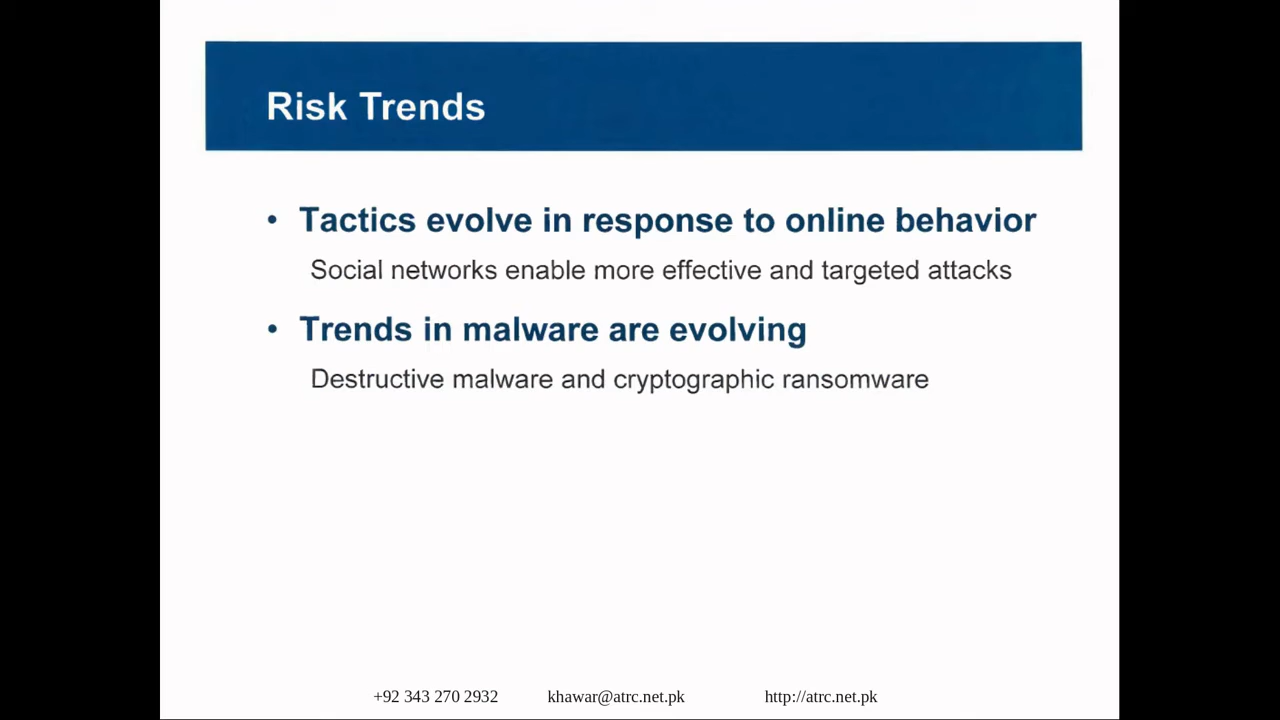 Risk Trends
• Tactics evolve in response to online behavior
Social networks enable more effective and targeted attacks
• Trends in malware are evolving
Destructive malware and cryptographic ransomware
+92 343 270 2932 khawar@atrc.net.pk http://atrc.net.pk